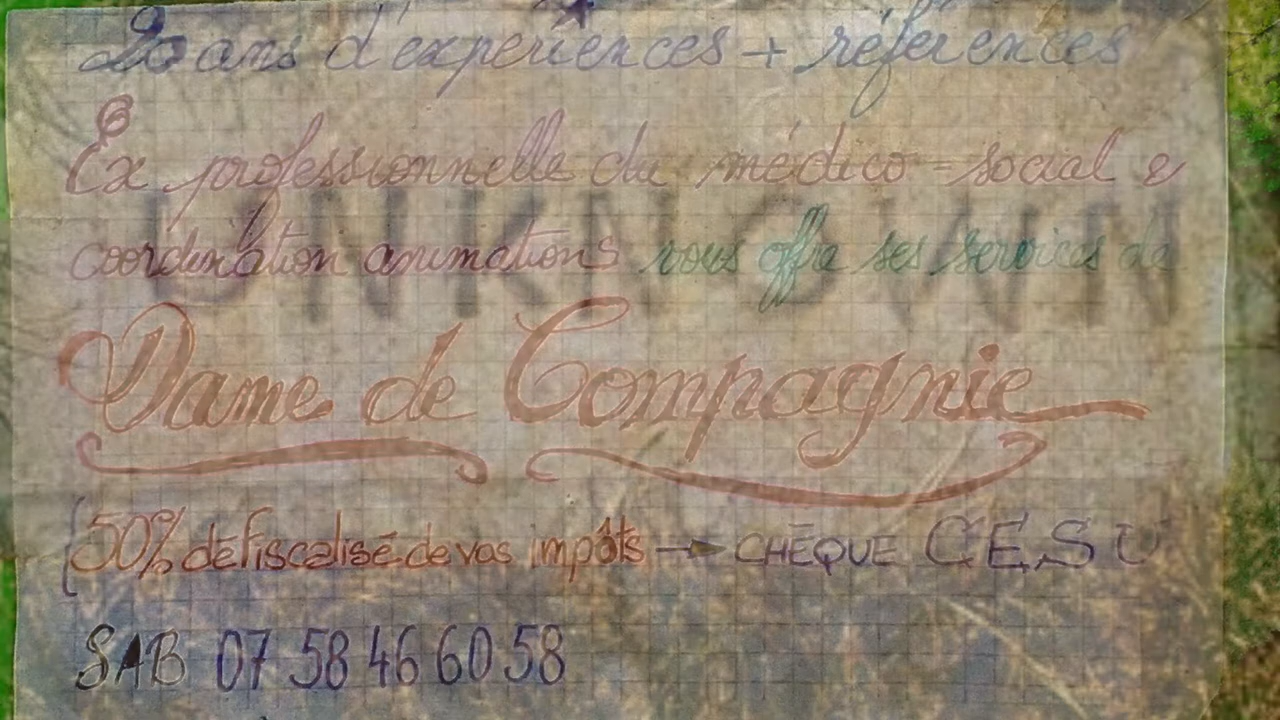 20 ans d'expériences + références
Ex professionnelle du médico-social e
coordination animations vous offre ses services de
UNKNOWN
Dame de Compagnie
50% défiscalisé de vos impôts → CHÈQUE CESU
SAB 07 58 46 60 58